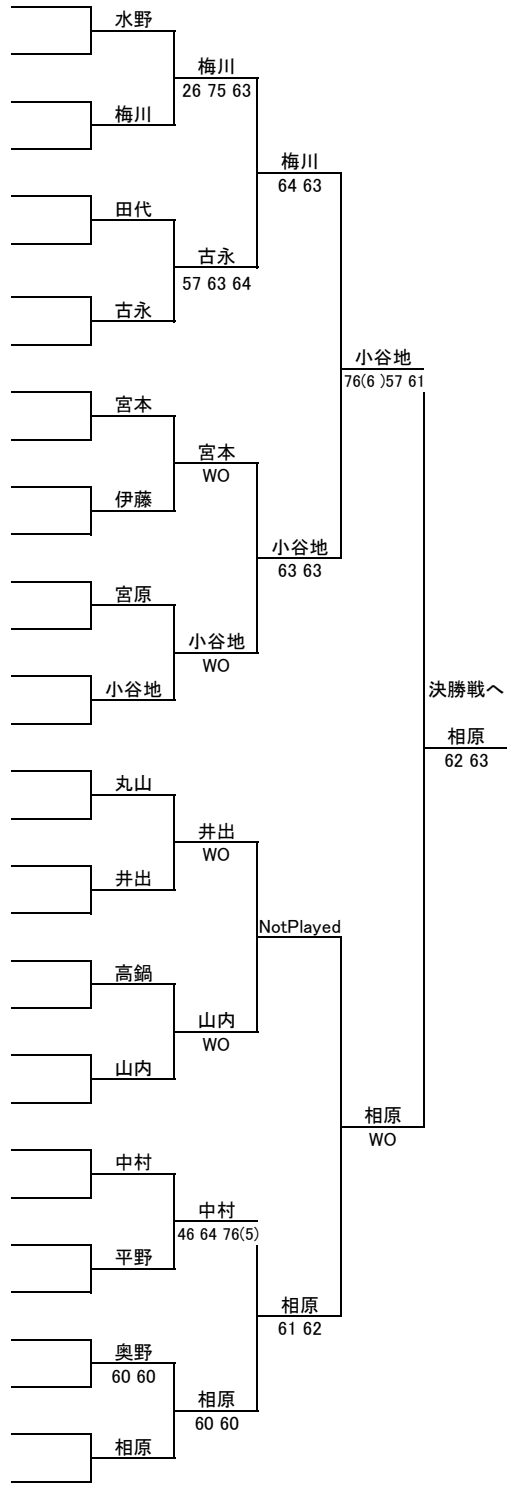 水野
梅川
26 75 63
梅川
梅川
64 63
田代
古永
57 63 64
古永
小谷地
76(6 )57 61
宮本
宮本
WO
伊藤
小谷地
63 63
宮原
小谷地
WO
小谷地
決勝戦へ
相原
62 63
丸山
井出
WO
井出
NotPlayed
高鍋
山内
WO
山内
相原
WO
中村
中村
46 64 76(5)
平野
相原
61 62
奥野
60 60
相原
60 60
相原